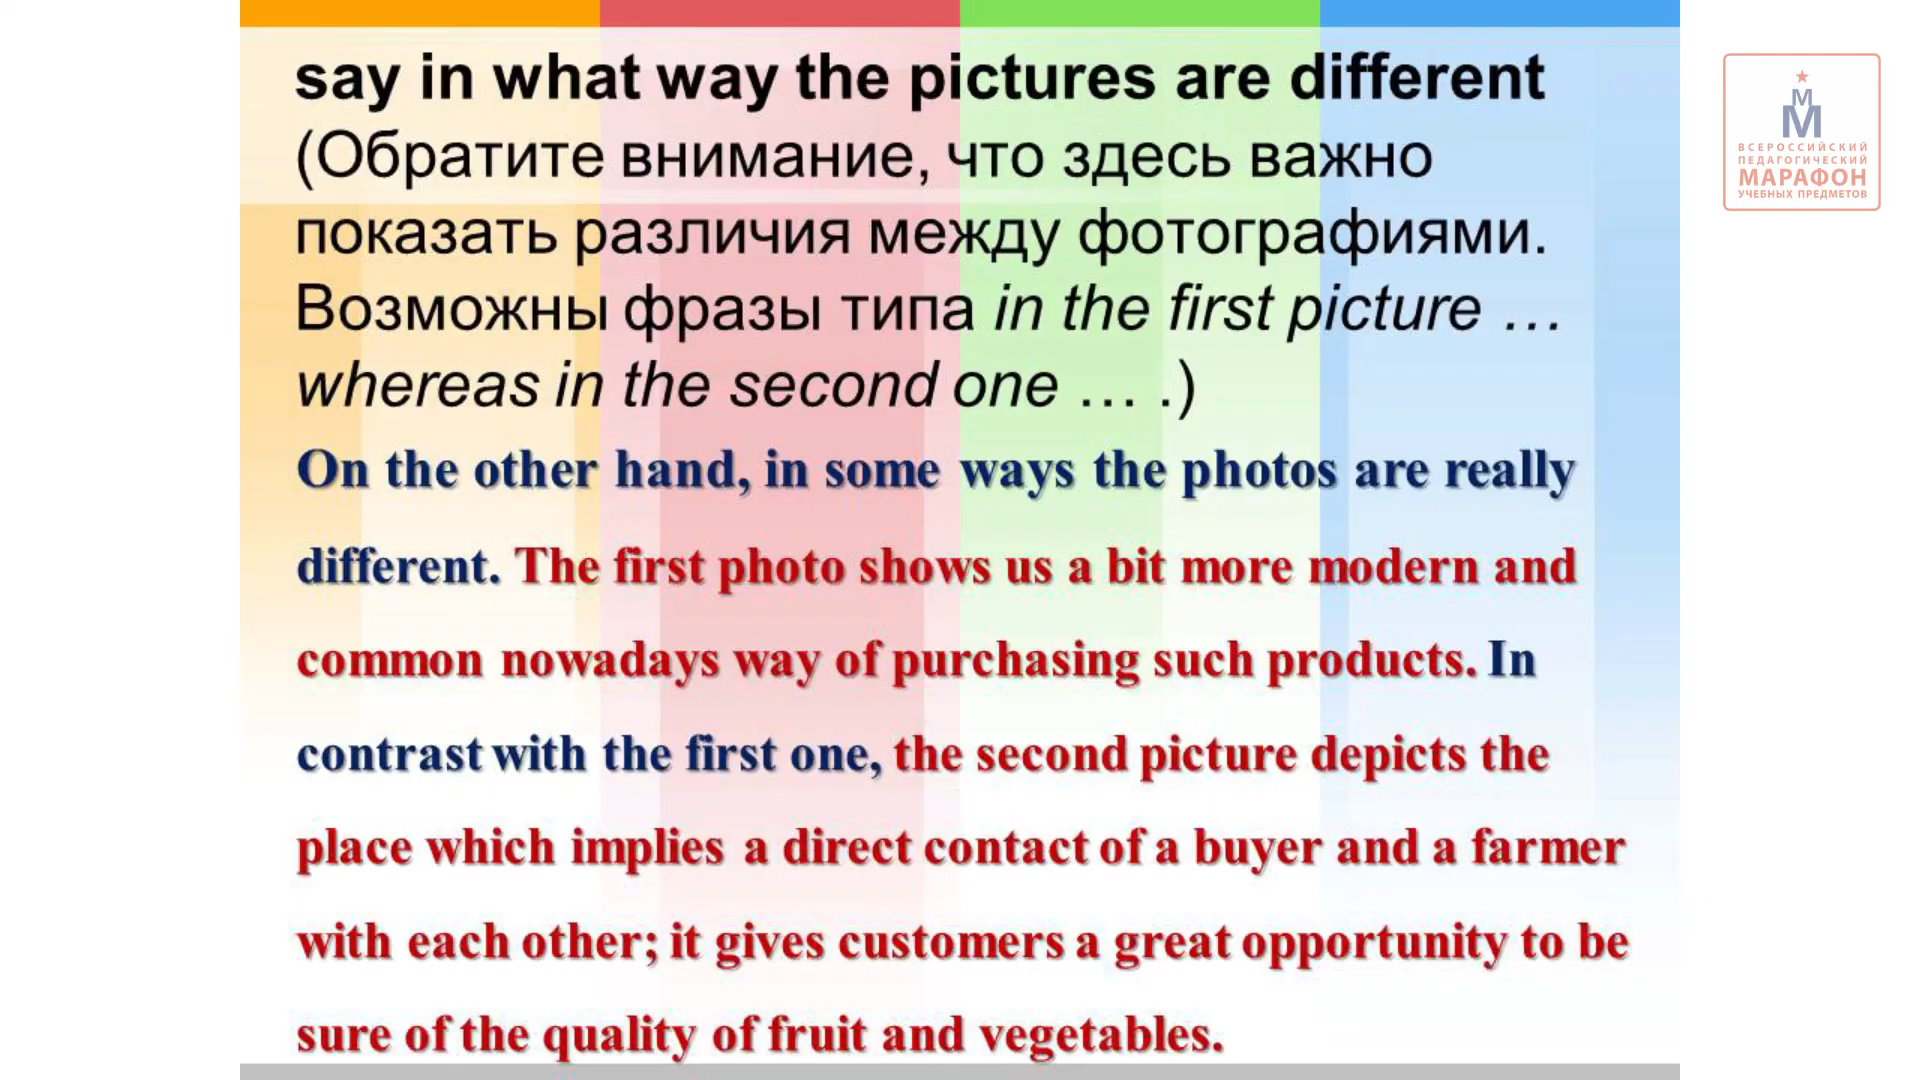 say in what way the pictures are different
(Обратите внимание, что здесь важно
показать различия между фотографиями.
Возможны фразы типа in the first picture …
whereas in the second one … .)
On the other hand, in some ways the photos are really
different. The first photo shows us a bit more modern and
common nowadays way of purchasing such products. In
contrast with the first one, the second picture depicts the
place which implies a direct contact of a buyer and a farmer
with each other; it gives customers a great opportunity to be
sure of the quality of fruit and vegetables.
М
М
ВСЕРОССИЙСКИЙ
ПЕДАГОГИЧЕСКИЙ
МАРАФОН
УЧЕБНЫХ ПРЕДМЕТОВ